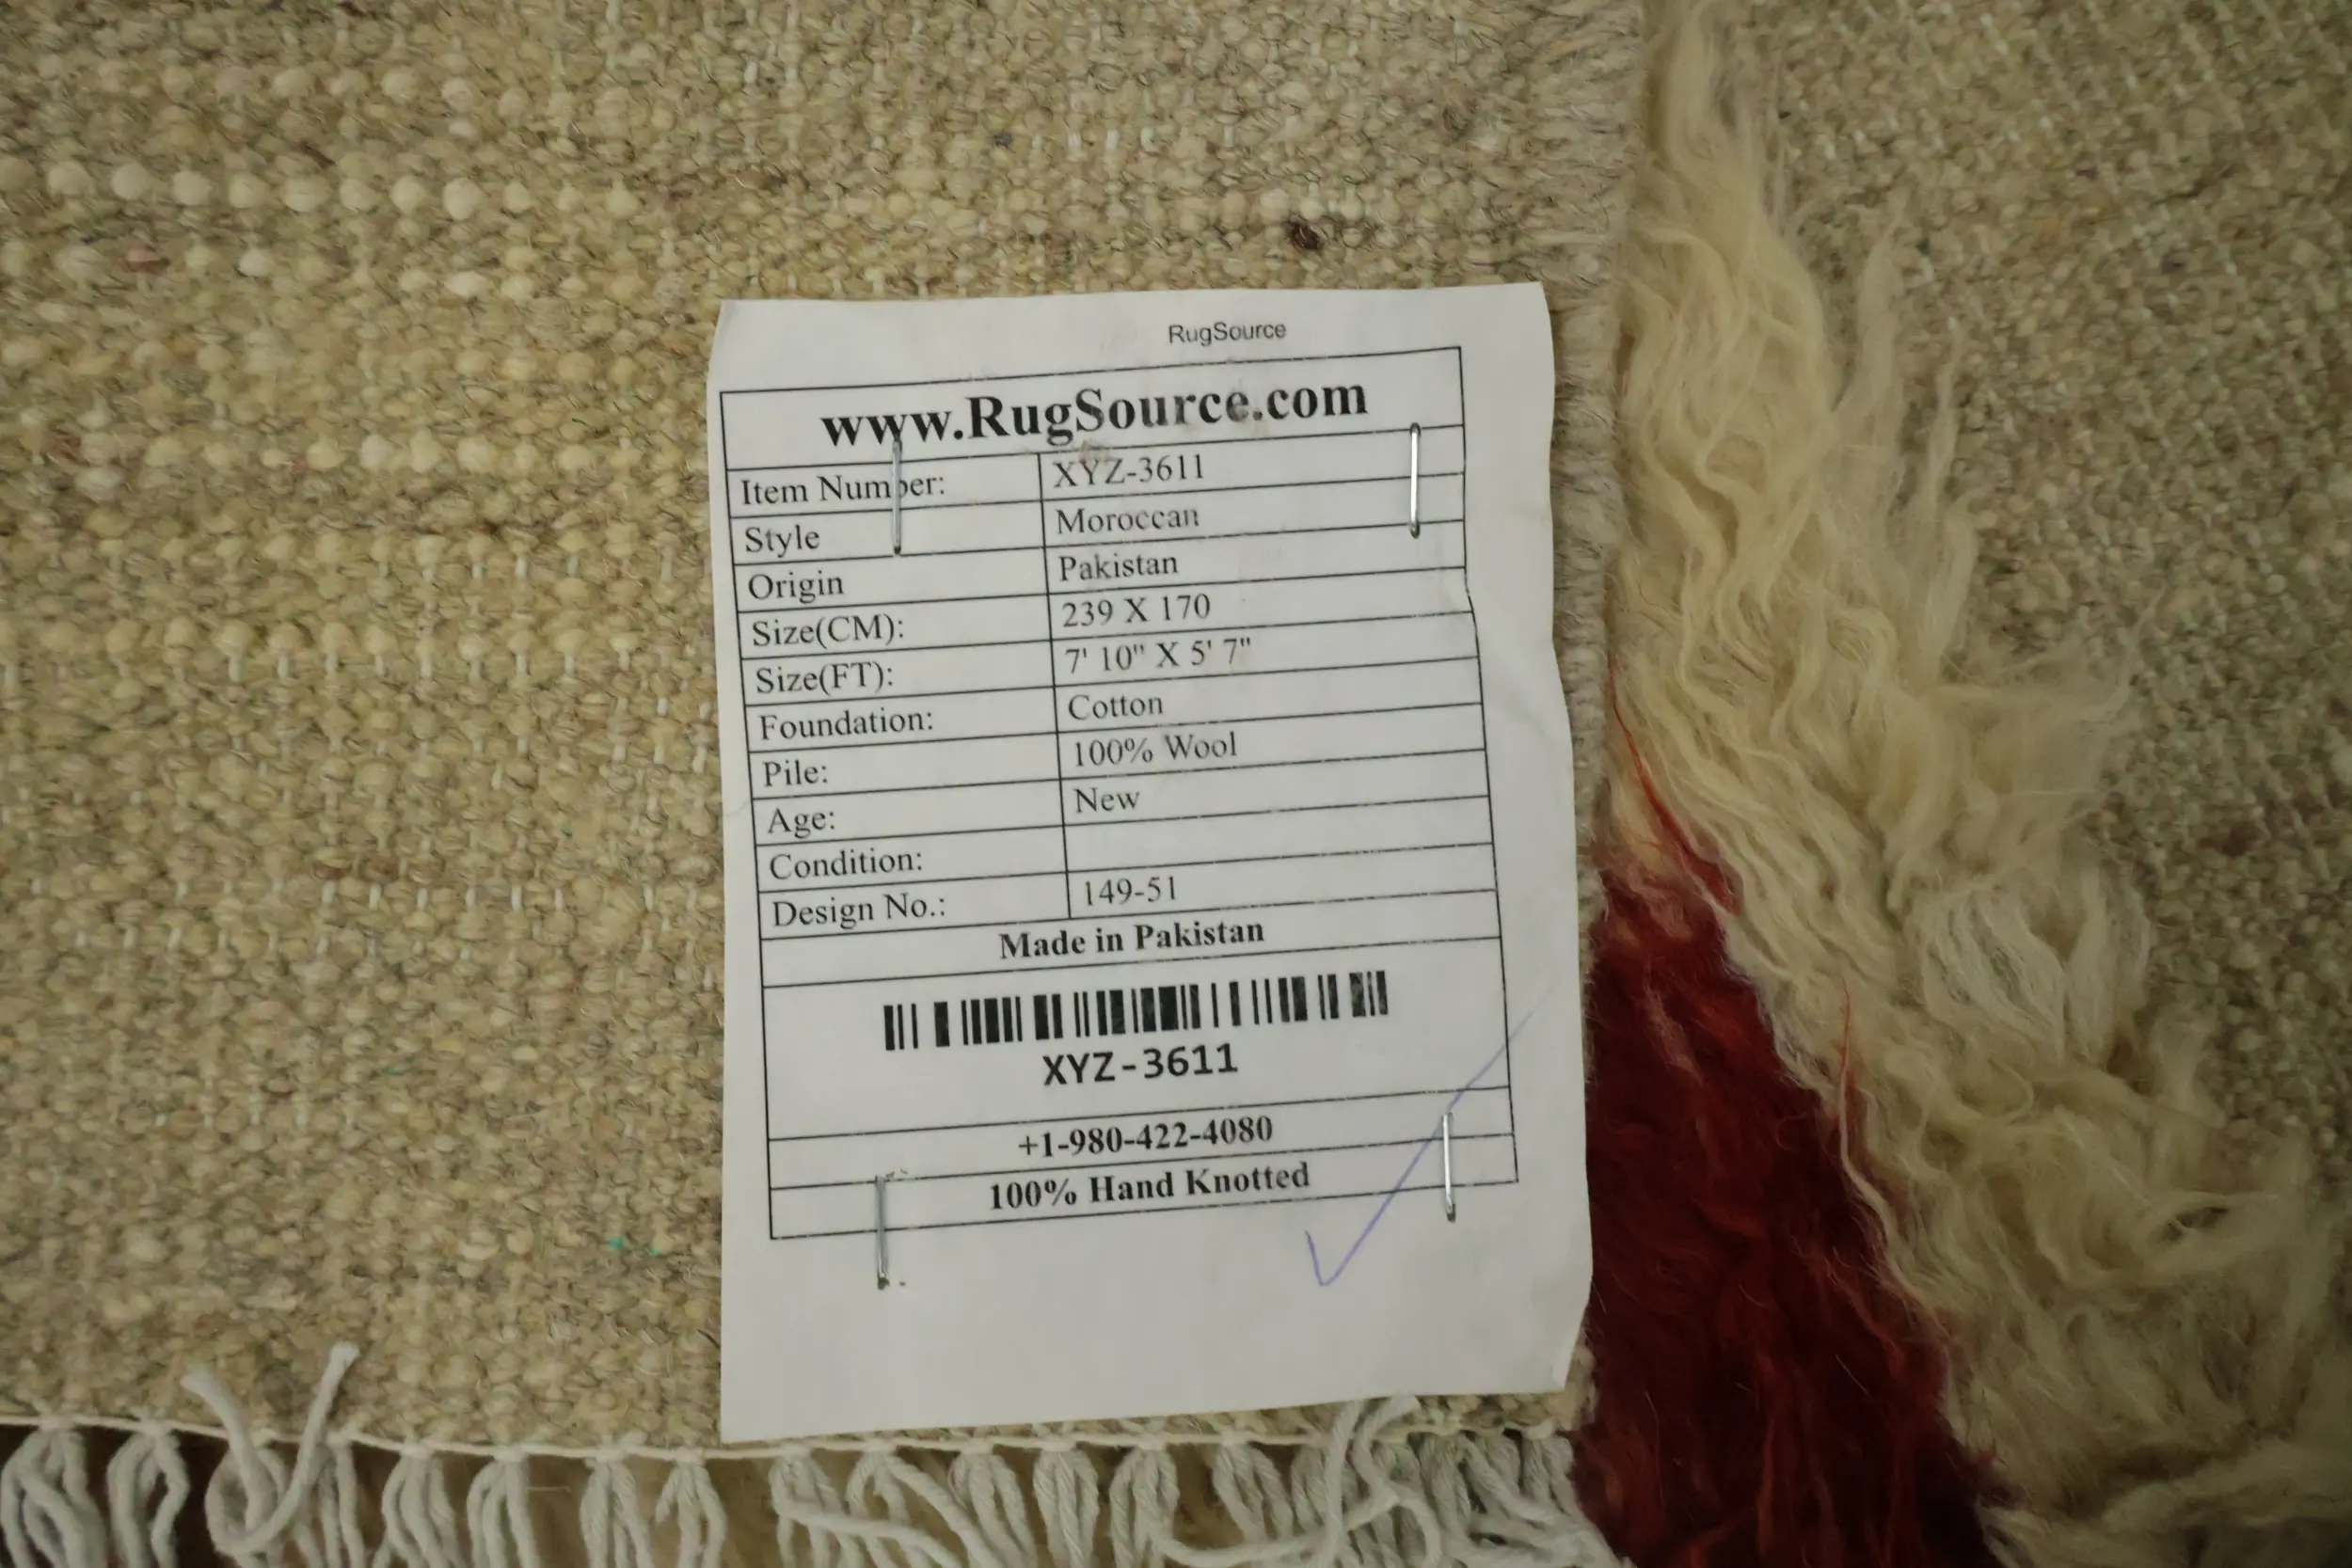 RugSource
www.RugSource.com
Item Number: XYZ-3611
Style Moroccan
Origin Pakistan
Size(CM): 239 X 170
Size(FT): 7' 10" X 5' 7"
Foundation: Cotton
Pile: 100% Wool
Age: New
Condition:
Design No.: 149-51
Made in Pakistan
XYZ-3611
+1-980-422-4080
100% Hand Knotted